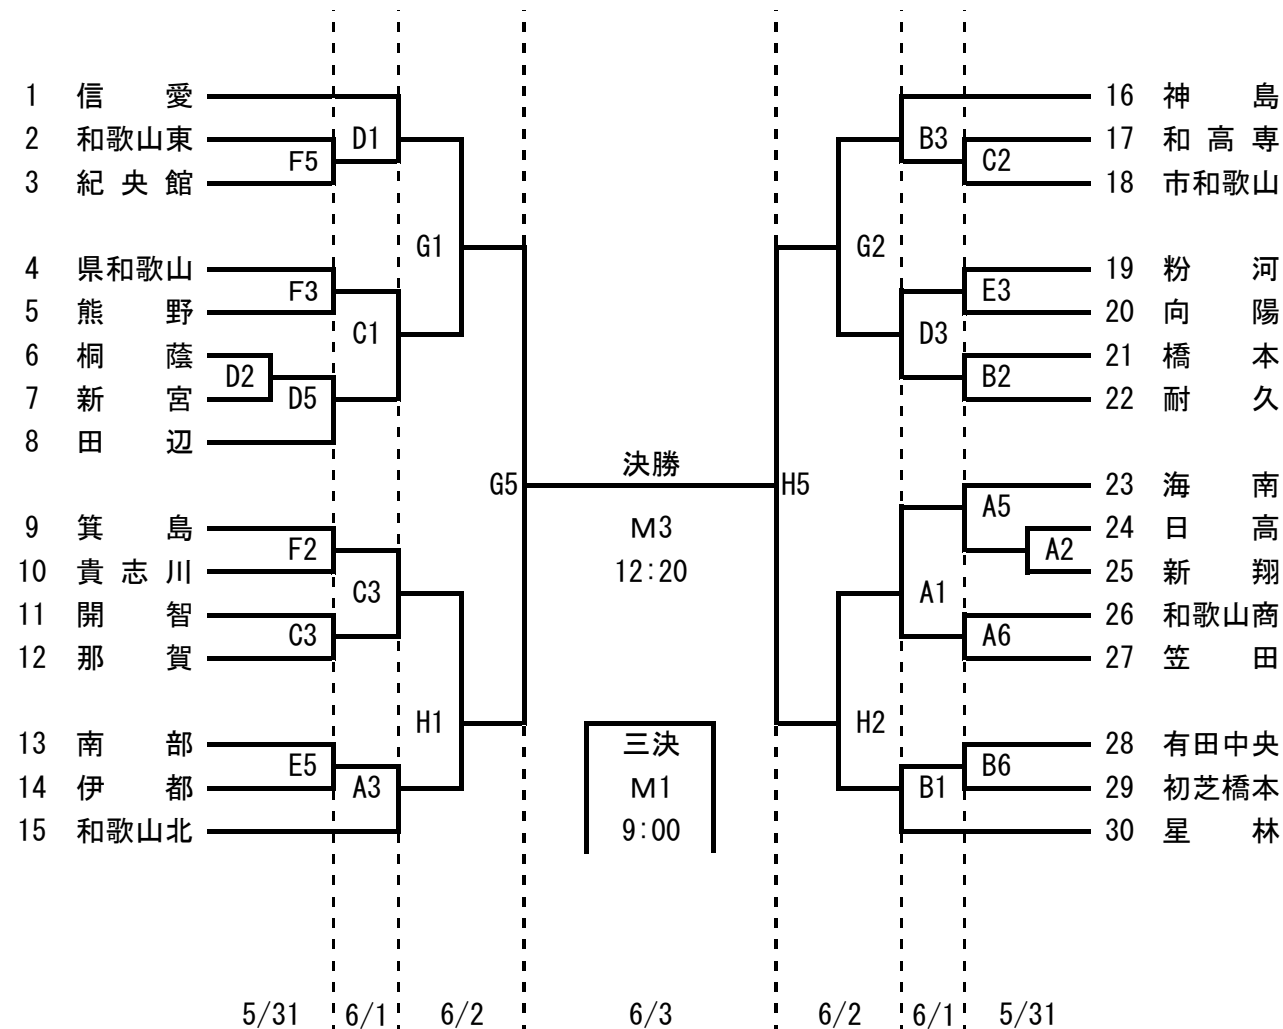 1 信愛 16 神島
2 和歌山東 D1 B3 17 和高専
F5 C2
3 紀央館 18 市和歌山
G1 G2
4 県和歌山 19 粉河
F3 E3
5 熊野 20 向陽
C1 D3
6 桐蔭 21 橋本
D2 B2
7 新宮 D5 22 耐久
8 田辺
決勝
G5 H5 23 海南
A5
9 箕島 M3 24 日高
F2 A2
10 貴志川 12:20 25 新翔
C3 A1
11 開智 26 和歌山商
C3 A6
12 那賀 27 笠田
H1 H2
13 南部 三決 28 有田中央
E5 B6
14 伊都 A3 M1 B1 29 初芝橋本
15 和歌山北 9:00 30 星林
5/31 6/1 6/2 6/3 6/2 6/1 5/31